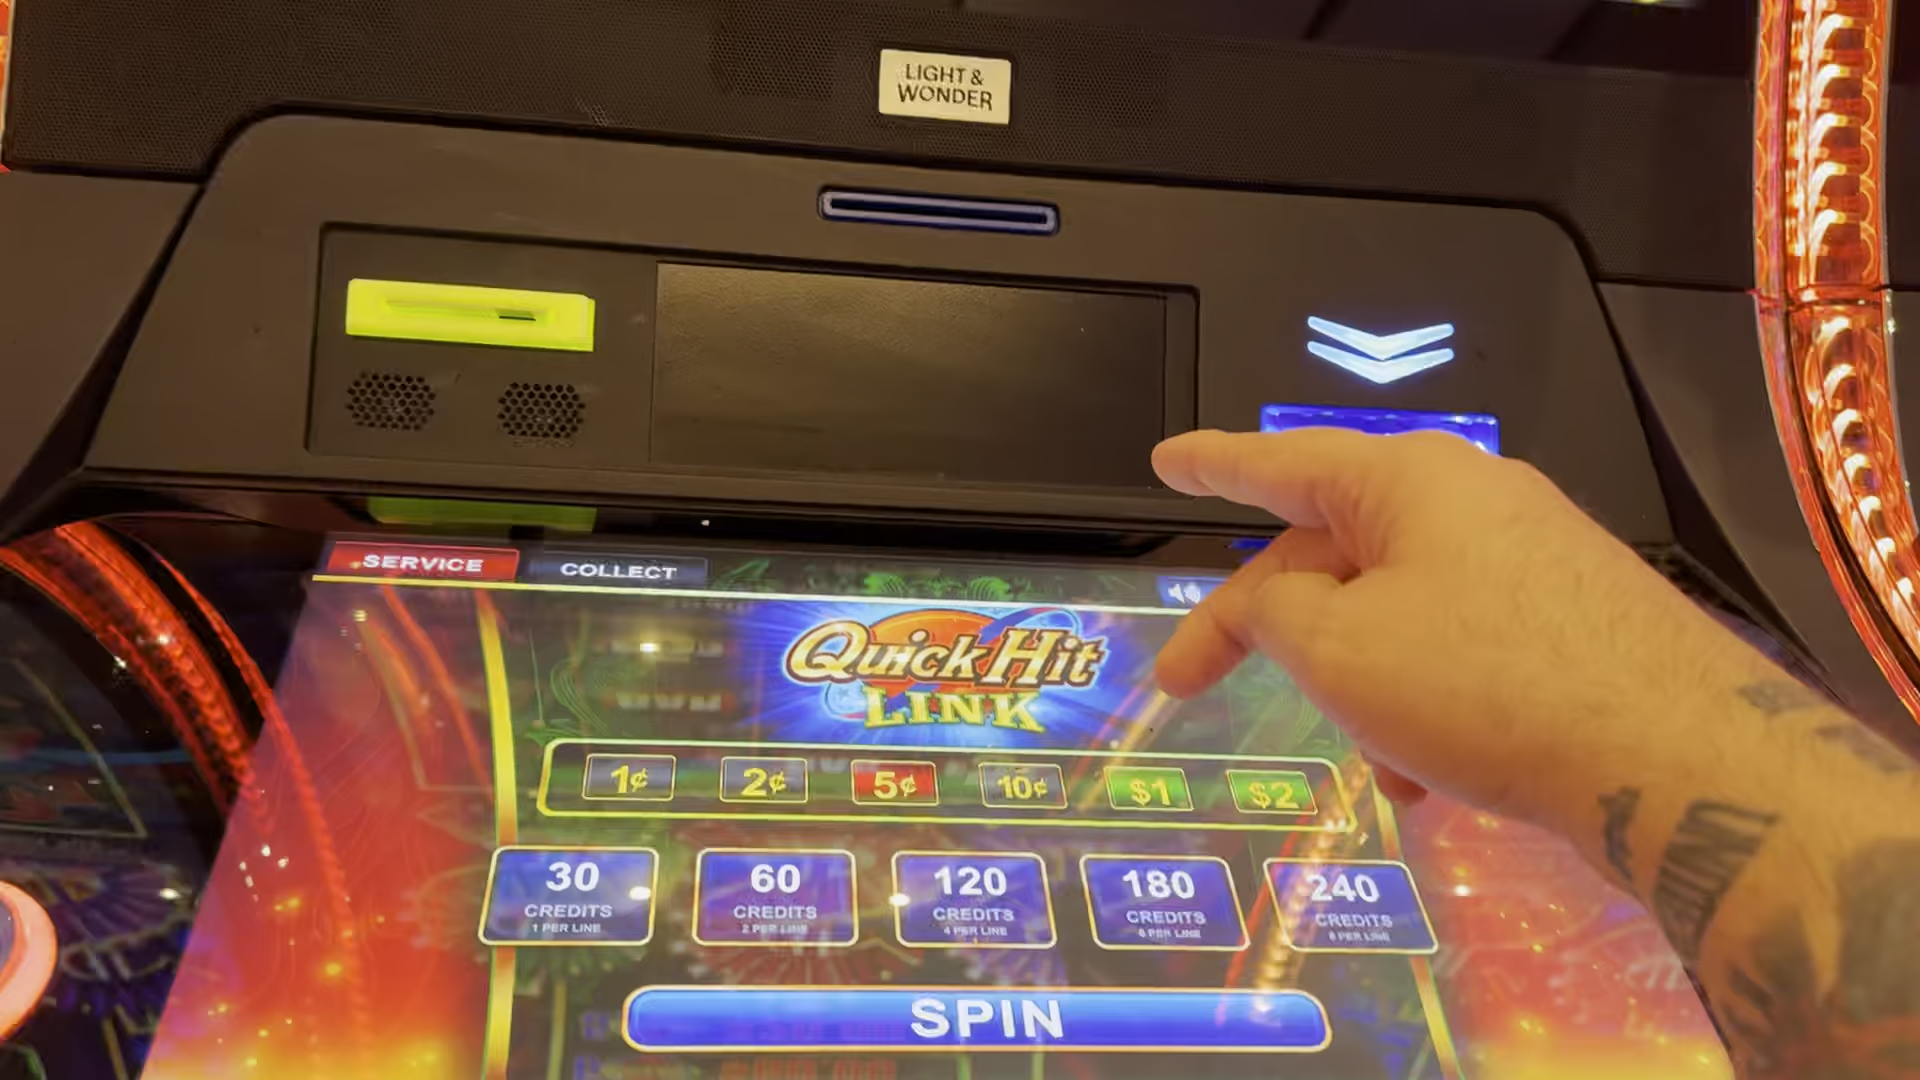 LIGHT &
WONDER
SERVICE COLLECT
Quick Hit
LINK
1¢ 2¢ 5¢ 10¢ $1 $2
30 60 120 180 240
CREDITS CREDITS CREDITS CREDITS CREDITS
1 PER LINE 2 PER LINE 4 PER LINE 6 PER LINE 8 PER LINE
SPIN